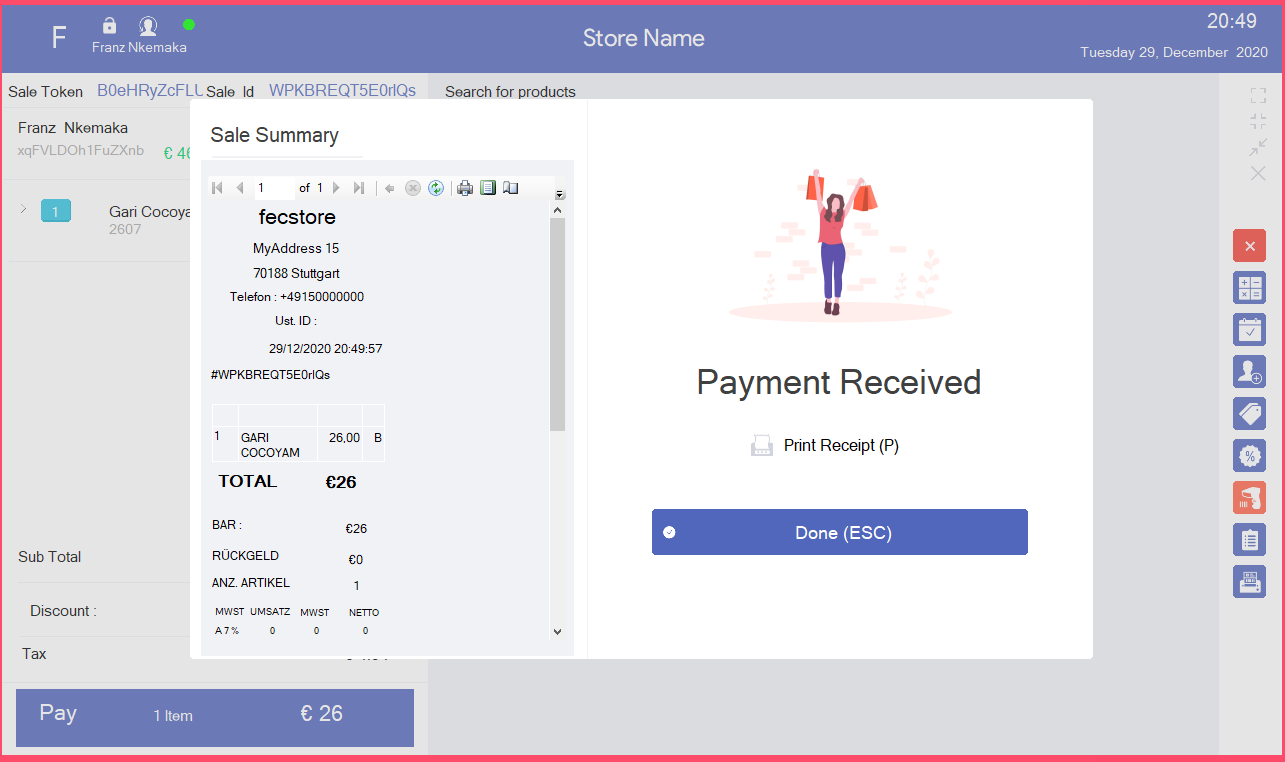 F
Franz Nkemaka
Store Name
20:49
Tuesday 29, December 2020
Sale Token B0eHRyZcFLU Sale Id WPKBREQT5E0rlQs
Search for products
Franz Nkemaka
xqFVLDOh1FuZXnb € 46
1 Gari Cocoya
2607
Sub Total
Discount :
Tax
Pay 1 Item € 26
Sale Summary
1 of 1
fecstore
MyAddress 15
70188 Stuttgart
Telefon : +49150000000
Ust. ID :
29/12/2020 20:49:57
#WPKBREQT5E0rlQs
1 GARI COCOYAM 26,00 B
TOTAL €26
BAR : €26
RÜCKGELD €0
ANZ. ARTIKEL 1
MWST UMSATZ MWST NETTO
A 7 % 0 0 0
Payment Received
Print Receipt (P)
Done (ESC)